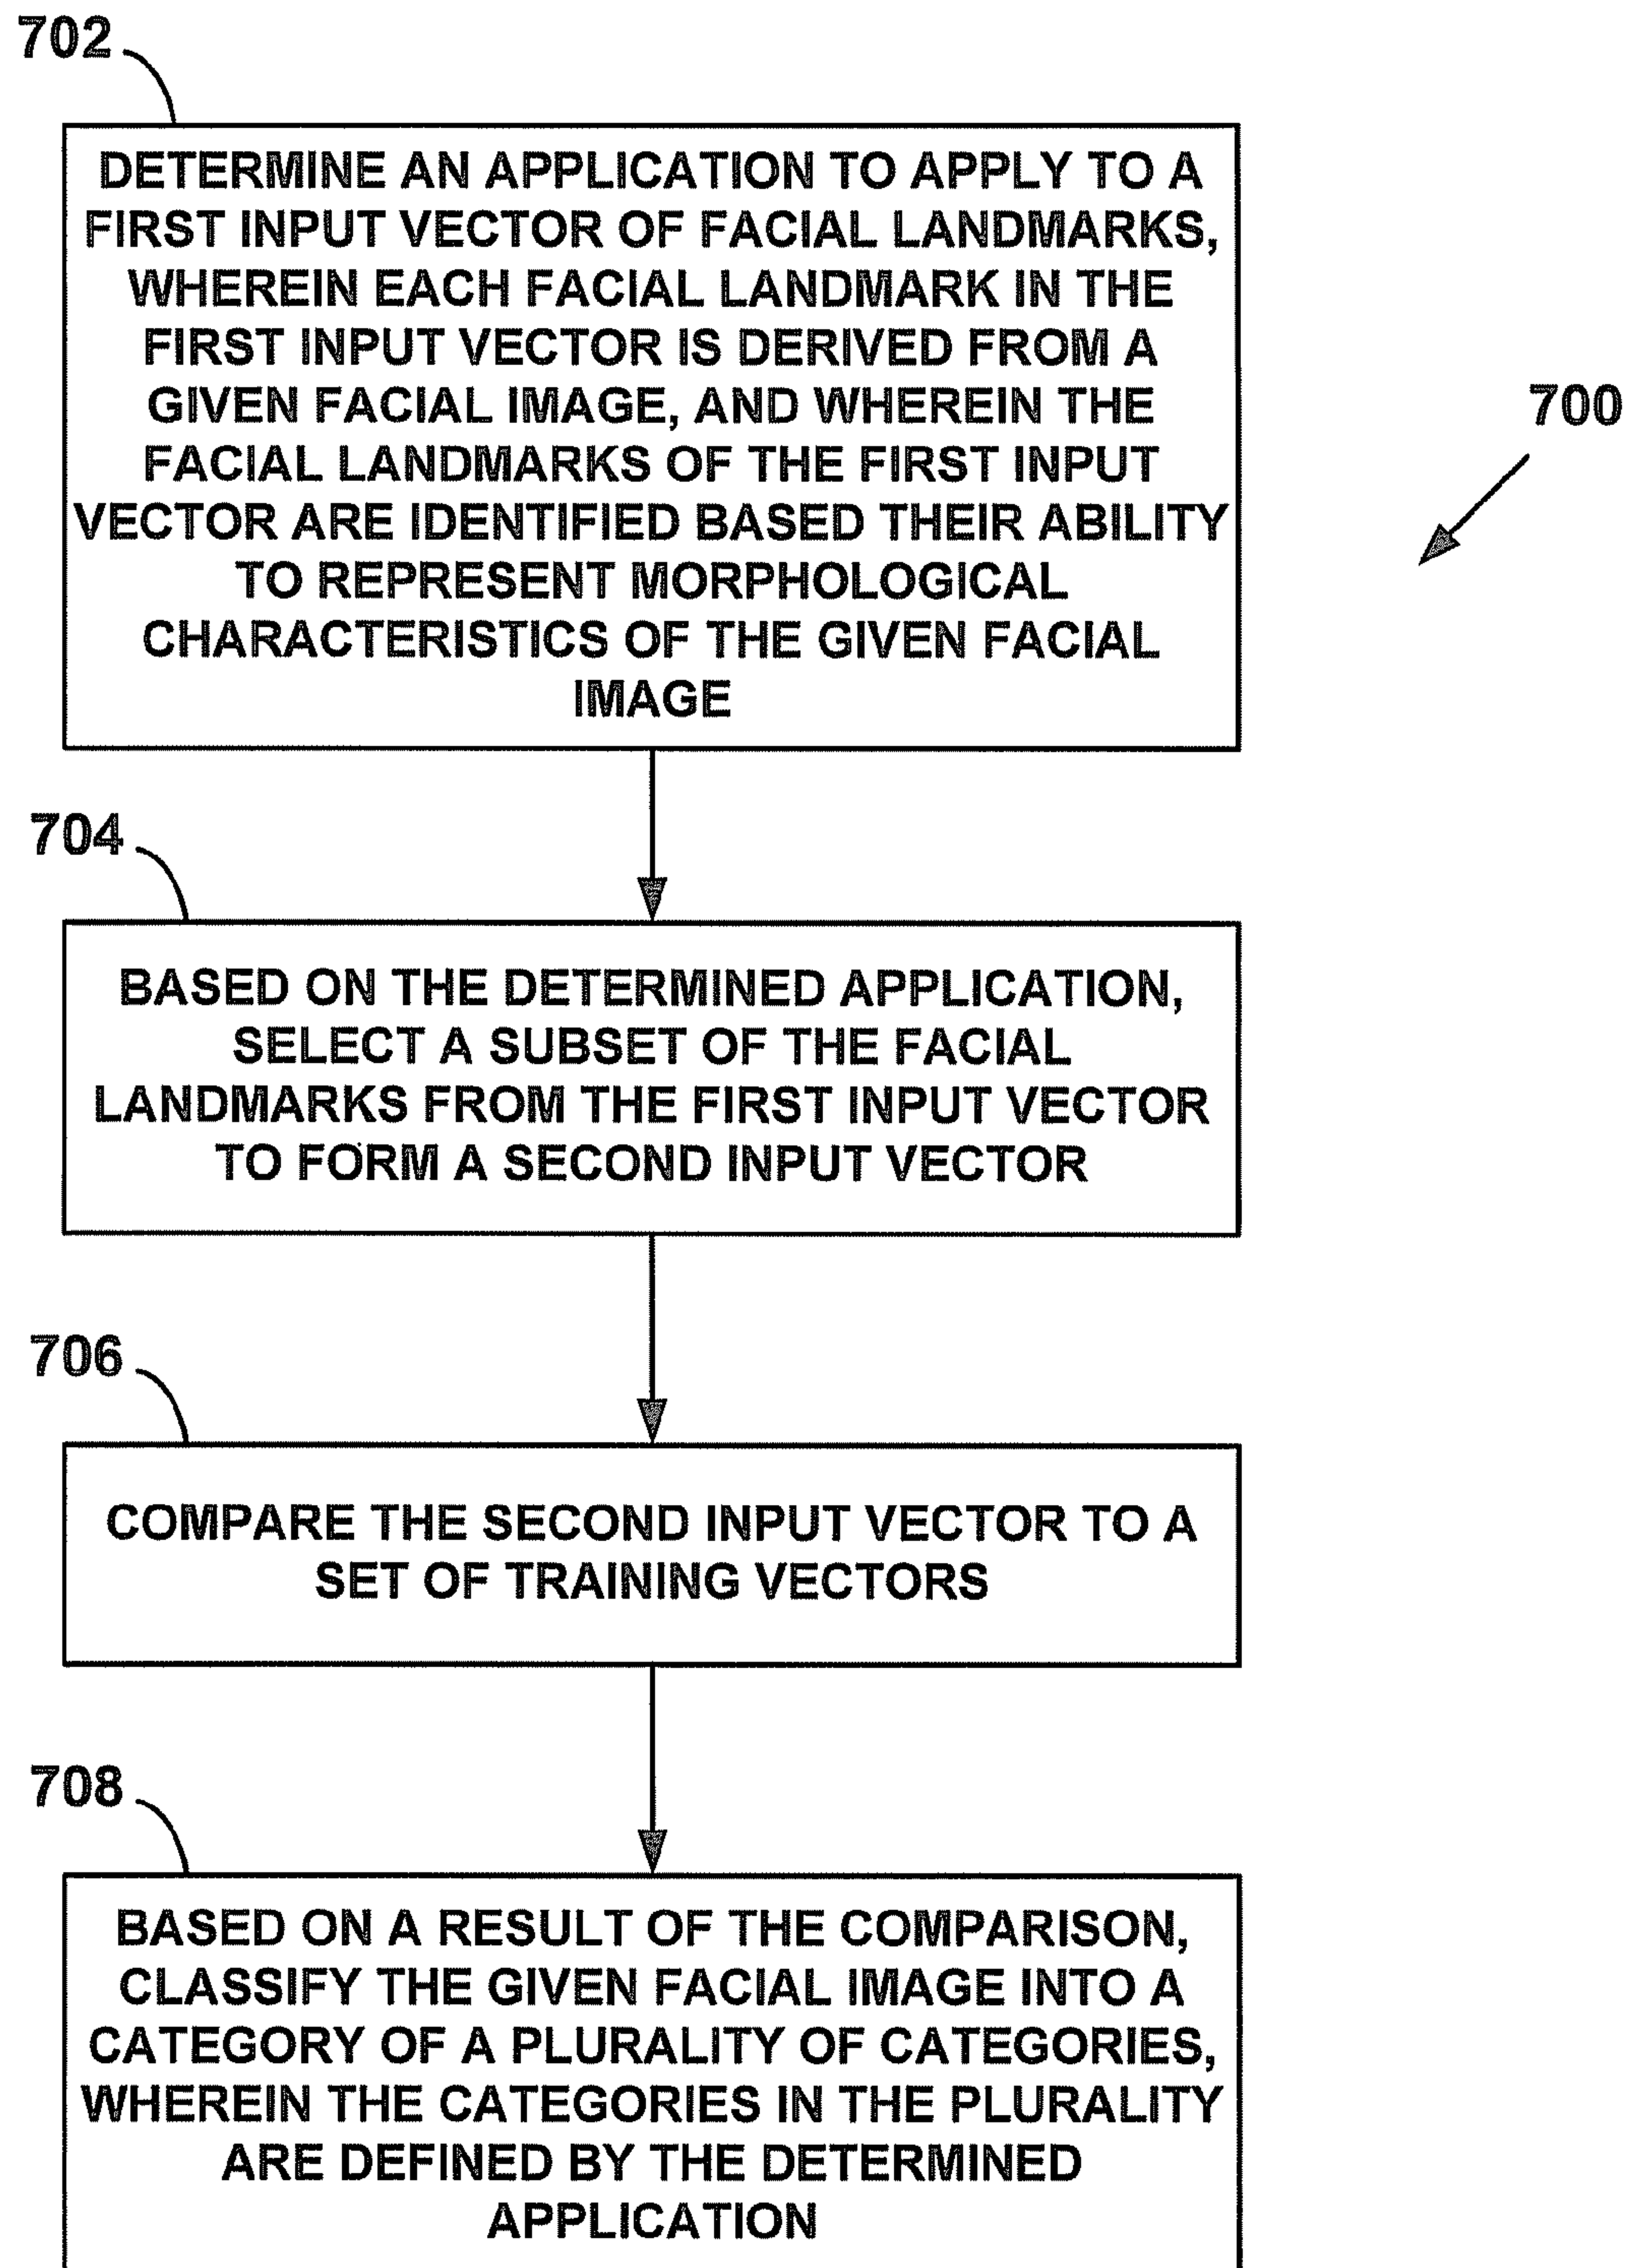 702
DETERMINE AN APPLICATION TO APPLY TO A
FIRST INPUT VECTOR OF FACIAL LANDMARKS,
WHEREIN EACH FACIAL LANDMARK IN THE
FIRST INPUT VECTOR IS DERIVED FROM A
GIVEN FACIAL IMAGE, AND WHEREIN THE
FACIAL LANDMARKS OF THE FIRST INPUT
VECTOR ARE IDENTIFIED BASED THEIR ABILITY
TO REPRESENT MORPHOLOGICAL
CHARACTERISTICS OF THE GIVEN FACIAL
IMAGE
700
704
BASED ON THE DETERMINED APPLICATION,
SELECT A SUBSET OF THE FACIAL
LANDMARKS FROM THE FIRST INPUT VECTOR
TO FORM A SECOND INPUT VECTOR
706
COMPARE THE SECOND INPUT VECTOR TO A
SET OF TRAINING VECTORS
708
BASED ON A RESULT OF THE COMPARISON,
CLASSIFY THE GIVEN FACIAL IMAGE INTO A
CATEGORY OF A PLURALITY OF CATEGORIES,
WHEREIN THE CATEGORIES IN THE PLURALITY
ARE DEFINED BY THE DETERMINED
APPLICATION